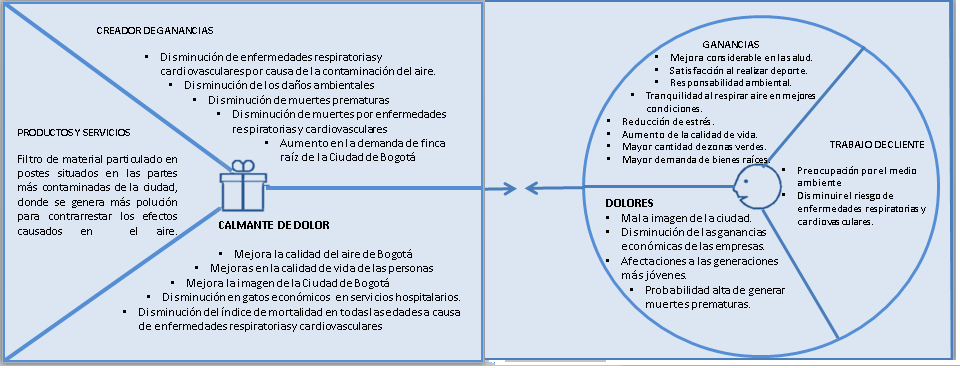 CREADOR DE GANANCIAS
• Disminución de enfermedades respiratorias y
cardiovasculares por causa de la contaminación del aire.
• Disminución de los daños ambientales
• Disminución de muertes prematuras
• Disminución de muertes por enfermedades
respiratorias y cardiovasculares
• Aumento en la demanda de finca
raíz de la Ciudad de Bogotá
PRODUCTOS Y SERVICIOS
Filtro de material particulado en
postes situados en las partes
más contaminadas de la ciudad,
donde se genera más polución
para contrarrestar los efectos
causados en el aire.
CALMANTE DE DOLOR
• Mejora la calidad del aire de Bogotá
• Mejoras en la calidad de vida de las personas
• Mejora la imagen de la Ciudad de Bogotá
• Disminución en gatos económicos en servicios hospitalarios.
• Disminución del índice de mortalidad en todas las edades a causa
de enfermedades respiratorias y cardiovasculares
GANANCIAS
• Mejora considerable en la salud.
• Satisfacción al realizar deporte.
• Responsabilidad ambiental.
• Tranquilidad al respirar aire en mejores
condiciones.
• Reducción de estrés.
• Aumento de la calidad de vida.
• Mayor cantidad de zonas verdes.
• Mayor demanda de bienes raíces.
TRABAJO DE CLIENTE
• Preocupación por el medio
ambiente
• Disminuir el riesgo de
enfermedades respiratorias y
cardiovasculares.
DOLORES
• Mala imagen de la ciudad.
• Disminución de las ganancias
económicas de las empresas.
• Afectaciones a las generaciones
más jóvenes.
• Probabilidad alta de generar
muertes prematuras.